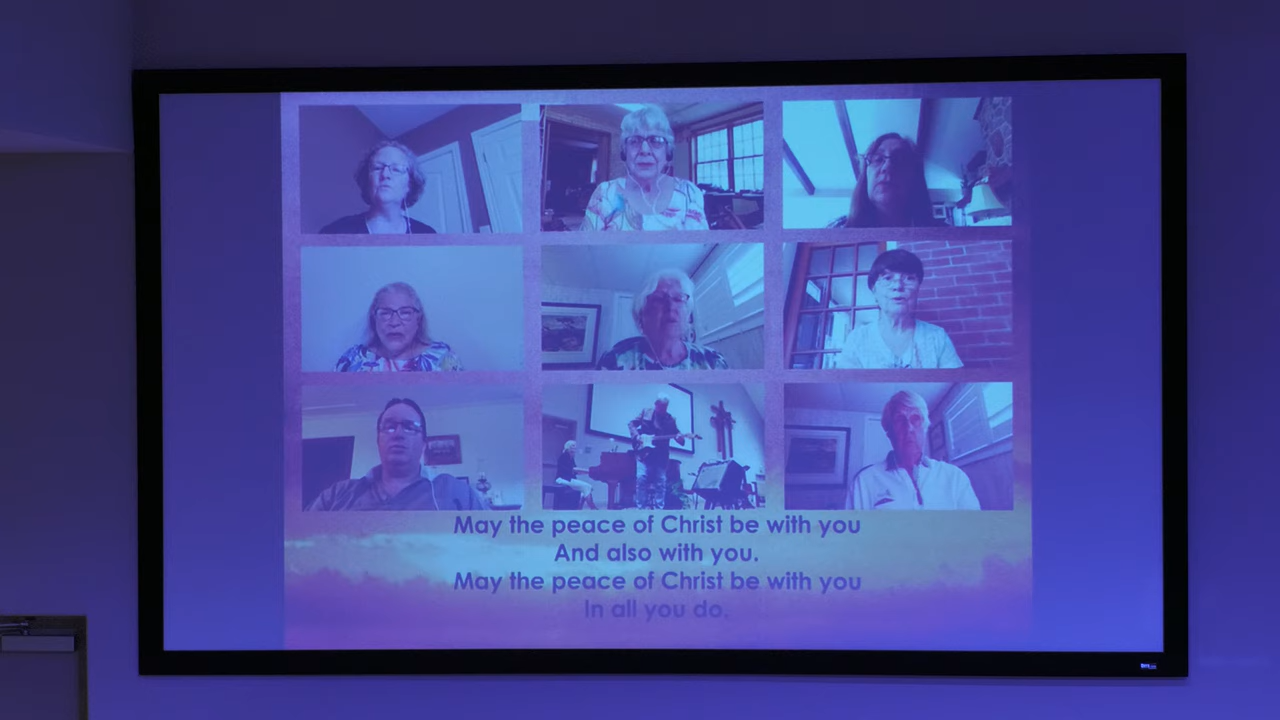 May the peace of Christ be with you
And also with you.
May the peace of Christ be with you
In all you do.